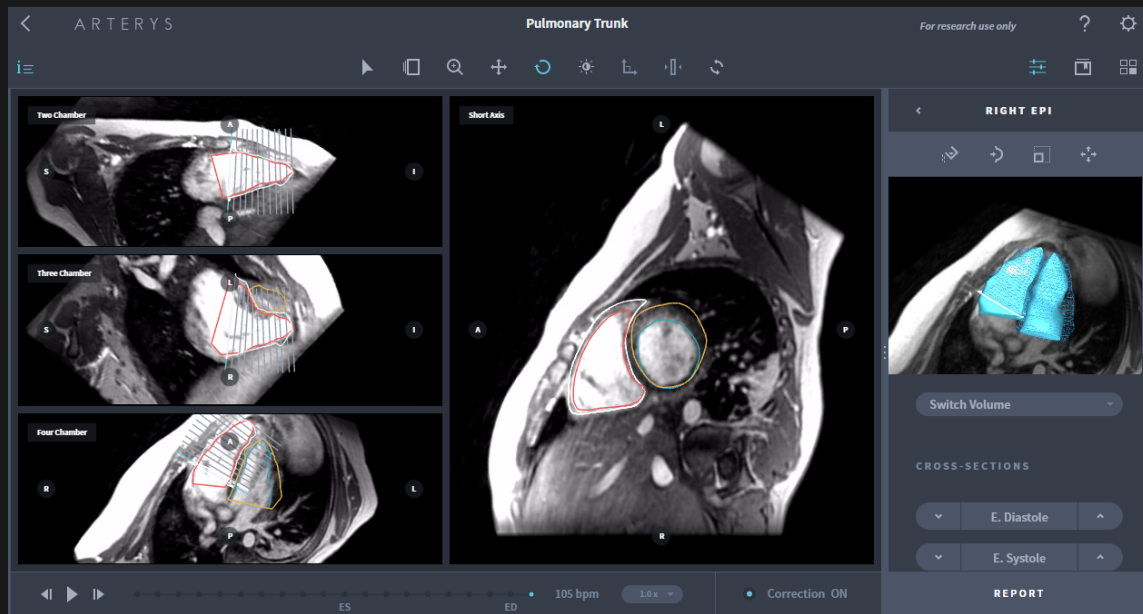 ARTERYS
Pulmonary Trunk
For research use only
?
i
Two Chamber
A
S
I
P
Three Chamber
L
S
I
R
Four Chamber
A
R
L
P
Short Axis
L
A
P
R
RIGHT EPI
Switch Volume
CROSS-SECTIONS
E. Diastole
E. Systole
ES
ED
105 bpm
1.0 x
Correction ON
REPORT